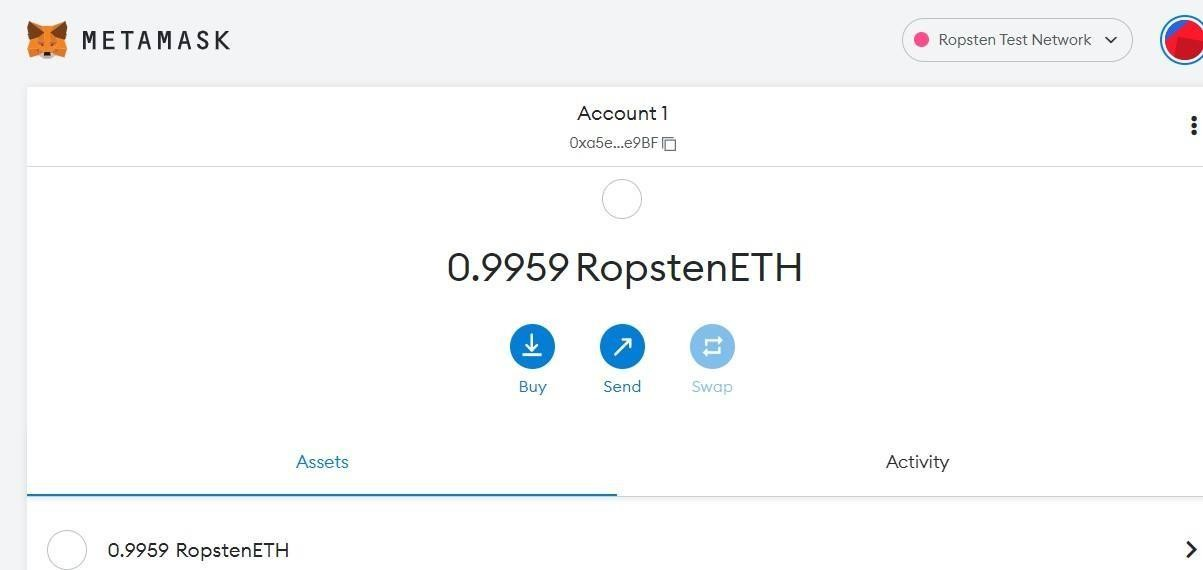 METAMASK
Ropsten Test Network
Account 1
0xa5e...e9BF
0.9959 RopstenETH
Buy
Send
Swap
Assets
Activity
0.9959 RopstenETH